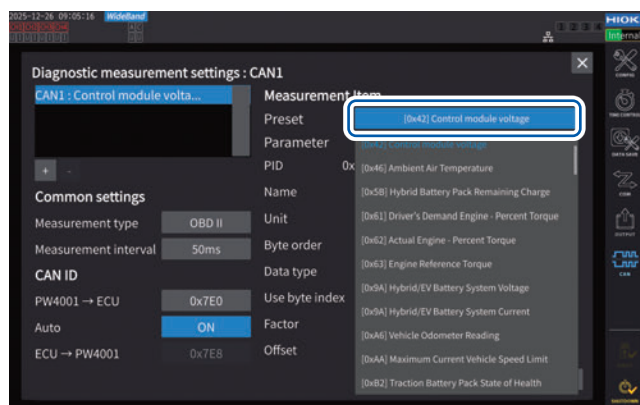 2025-12-26 09:05:16 WideBand
HIOKI
Internal
Diagnostic measurement settings : CAN1
×
CAN1 : Control module volta...
Measurement Item
Preset
[0x42] Control module voltage
Parameter
[0x42] Control module voltage
PID 0x
[0x46] Ambient Air Temperature
+ -
Name
[0x5B] Hybrid Battery Pack Remaining Charge
Common settings
Unit
[0x61] Driver's Demand Engine - Percent Torque
Measurement type OBD II
Byte order
[0x62] Actual Engine - Percent Torque
Measurement interval 50ms
Data type
[0x63] Engine Reference Torque
CAN ID
[0x9A] Hybrid/EV Battery System Voltage
PW4001 → ECU 0x7E0
Use byte index
[0x9A] Hybrid/EV Battery System Current
Auto ON
Factor
[0xA6] Vehicle Odometer Reading
ECU → PW4001 0x7E8
Offset
[0xAA] Maximum Current Vehicle Speed Limit
[0xB2] Traction Battery Pack State of Health
CONFIG
TIME CONTROL
DATA SAVE
COM
OUTPUT
CAN
SHUTDOWN